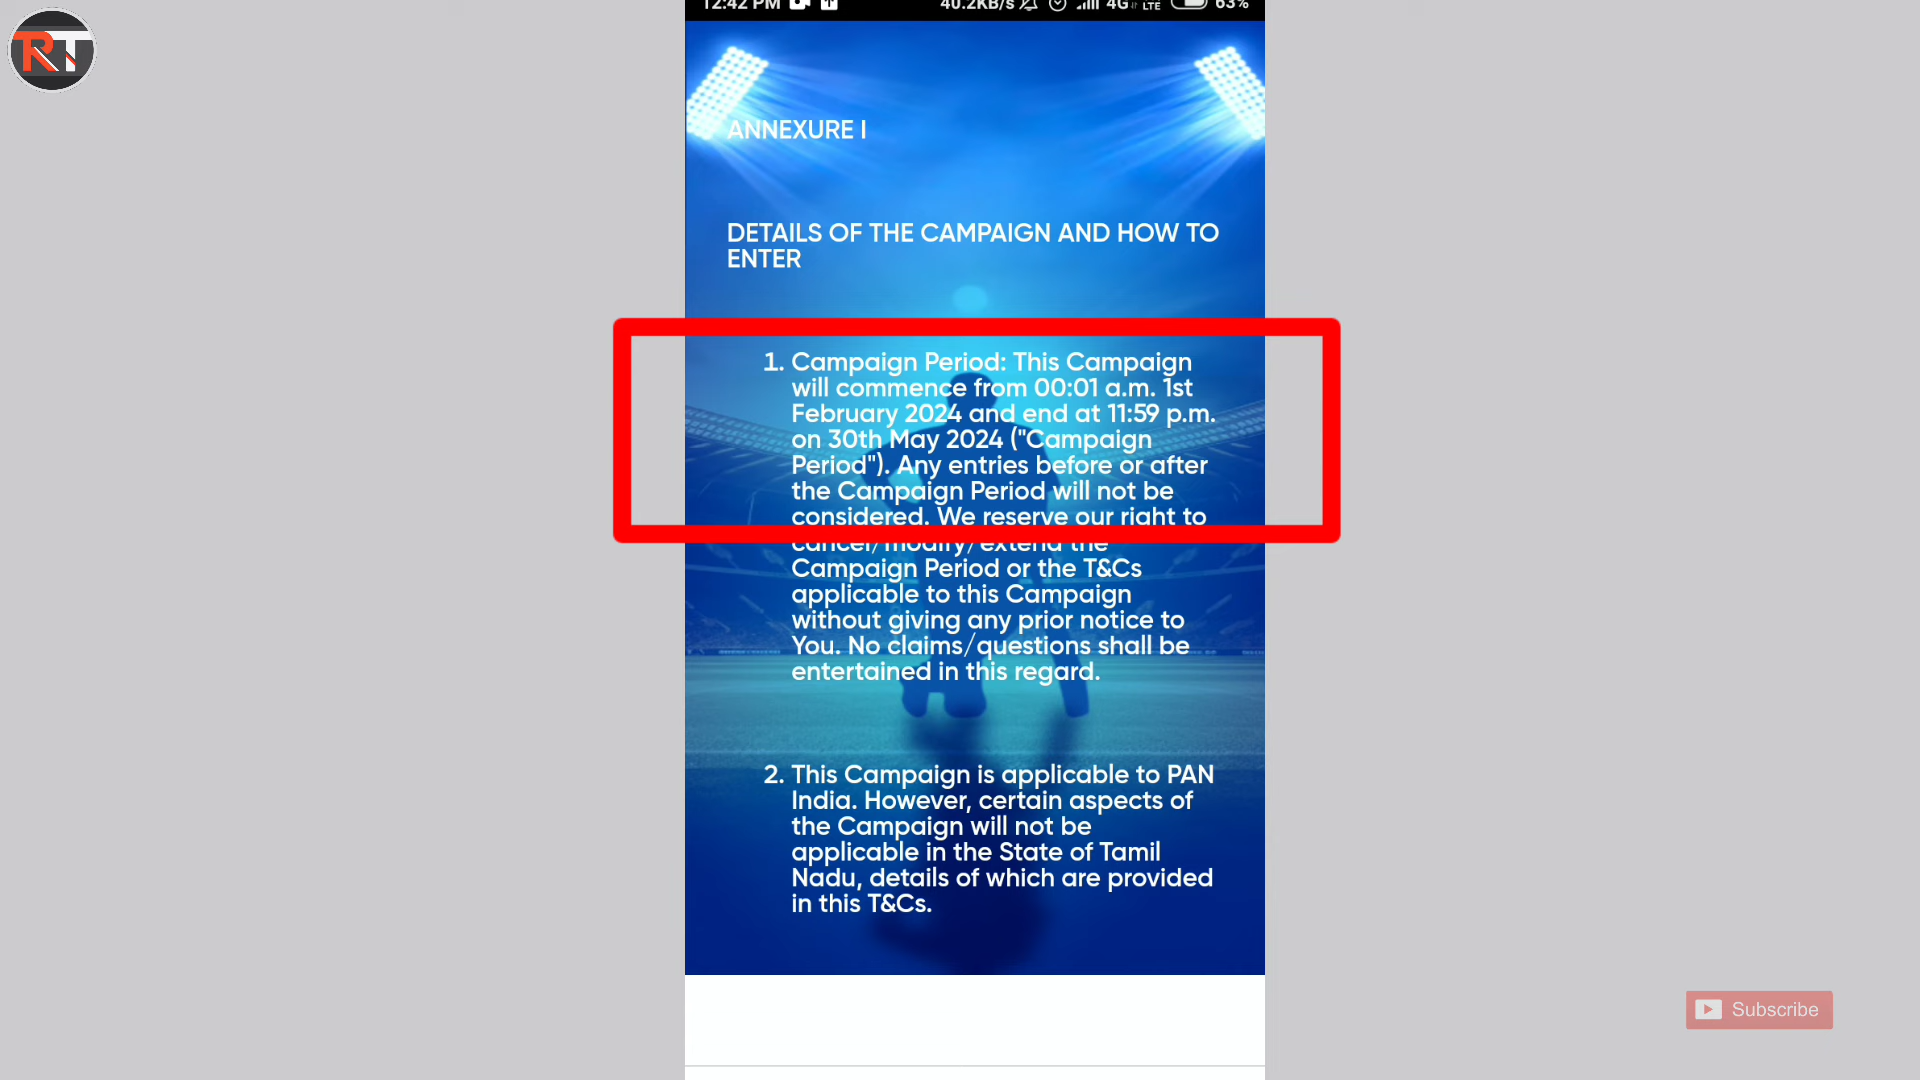 RT
12:42 PM
40.2KB/s 4G LTE 63%
ANNEXURE I
DETAILS OF THE CAMPAIGN AND HOW TO
ENTER
1. Campaign Period: This Campaign
will commence from 00:01 a.m. 1st
February 2024 and end at 11:59 p.m.
on 30th May 2024 ("Campaign
Period"). Any entries before or after
the Campaign Period will not be
considered. We reserve our right to
cancel/modify/extend the
Campaign Period or the T&Cs
applicable to this Campaign
without giving any prior notice to
You. No claims/questions shall be
entertained in this regard.
2. This Campaign is applicable to PAN
India. However, certain aspects of
the Campaign will not be
applicable in the State of Tamil
Nadu, details of which are provided
in this T&Cs.
Subscribe